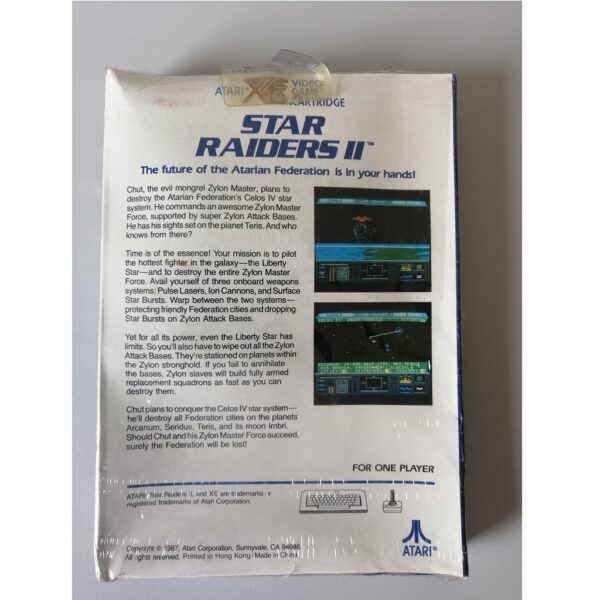 ATARI XE VIDEO
GAME
CARTRIDGE
STAR
RAIDERS II™
The future of the Atarian Federation is in your hands!
Chut, the evil mongrel Zylon Master, plans to
destroy the Atarian Federation's Celos IV star
system. He commands an awesome Zylon Master
Force, supported by super Zylon Attack Bases.
He has his sights set on the planet Teris. And who
knows from there?
Time is of the essence! Your mission is to pilot
the hottest fighter in the galaxy—the Liberty
Star—and to destroy the entire Zylon Master
Force. Avail yourself of three onboard weapons
systems: Pulse Lasers, Ion Cannons, and Surface
Star Bursts. Warp between the two systems—
protecting friendly Federation cities and dropping
Star Bursts on Zylon Attack Bases.
Yet for all its power, even the Liberty Star has
limits. So you'll also have to wipe out all the Zylon
Attack Bases. They're stationed on planets within
the Zylon stronghold. If you fail to annihilate
the bases, Zylon slaves will build fully armed
replacement squadrons as fast as you can
destroy them.
Chut plans to conquer the Celos IV star system—
he'll destroy all Federation cities on the planets
Arcanum, Seridus, Teris, and its moon Imbri.
Should Chut and his Zylon Master Force succeed,
surely the Federation will be lost!
FOR ONE PLAYER
ATARI, Star Raiders II, and XE are trademarks or
registered trademarks of Atari Corporation.
Copyright © 1987, Atari Corporation, Sunnyvale, CA 94086.
All rights reserved. Printed in Hong Kong/Made in China.
ATARI®